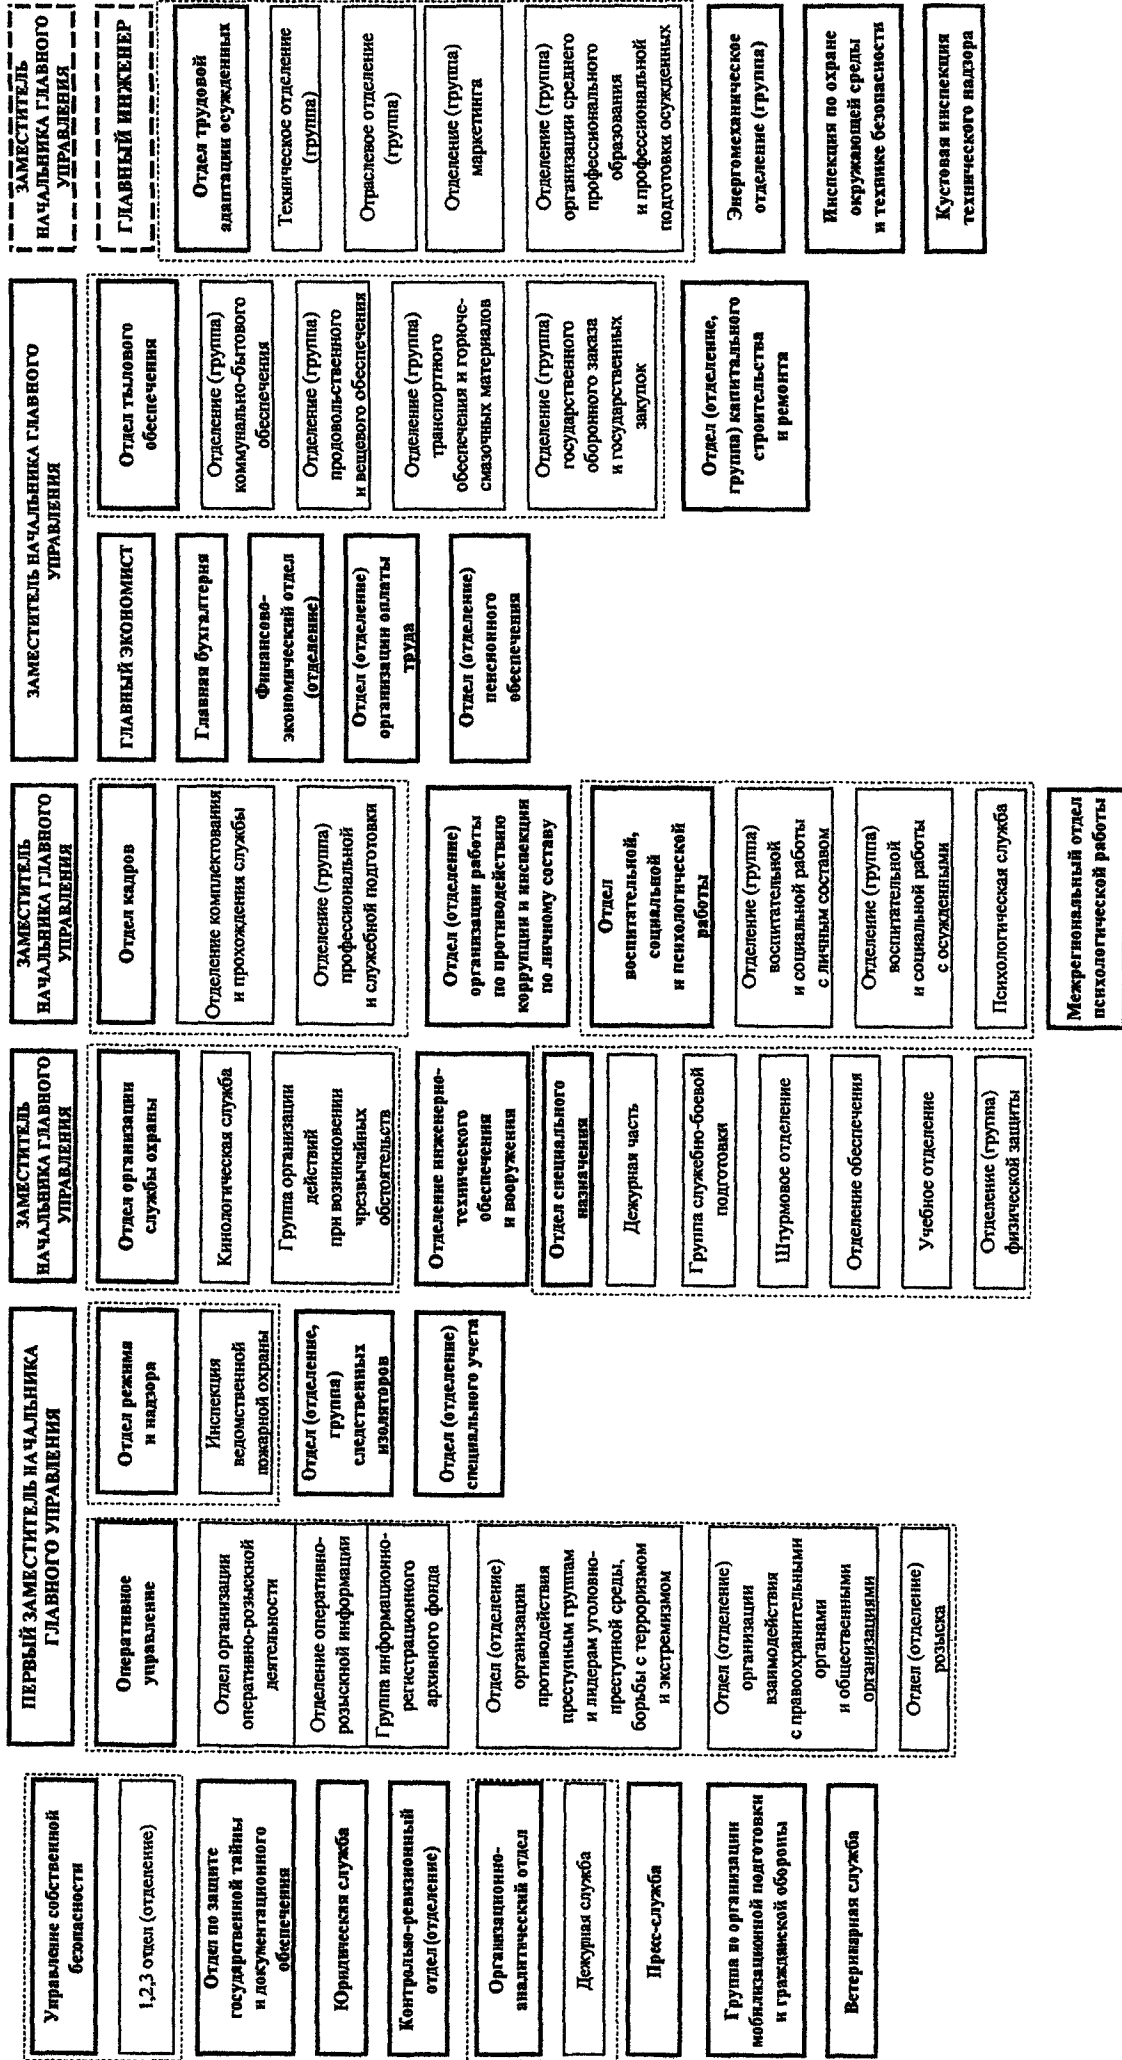 Управление собственной
безопасности
1,2,3 отдел (отделение)
Отдел по защите
государственной тайны
и документационного
обеспечения
Юридическая служба
Контрольно-ревизионный
отдел (отделение)
Организационно-
аналитический отдел
Дежурная служба
Пресс-служба
Группа по организации
мобилизационной подготовки
и гражданской обороны
Ветеринарная служба
ПЕРВЫЙ ЗАМЕСТИТЕЛЬ НАЧАЛЬНИКА
ГЛАВНОГО УПРАВЛЕНИЯ
Оперативное
управление
Отдел организации
оперативно-розыскной
деятельности
Отделение оперативно-
розыскной информации
Группа информационно-
регистрационного
архивного фонда
Отдел (отделение)
организации
противодействия
преступным группам
и лидерам уголовно-
преступной среды,
борьбы с терроризмом
и экстремизмом
Отдел (отделение)
организации
взаимодействия
с правоохранительными
органами
и общественными
организациями
Отдел (отделение)
розыска
Отдел режима
и надзора
Инспекция
ведомственной
пожарной охраны
Отдел (отделение,
группа)
следственных
изоляторов
Отдел (отделение)
специального учета
ЗАМЕСТИТЕЛЬ
НАЧАЛЬНИКА ГЛАВНОГО
УПРАВЛЕНИЯ
Отдел организации
службы охраны
Кинологическая служба
Группа организации
действий
при возникновении
чрезвычайных
обстоятельств
Отделение инженерно-
технического
обеспечения
и вооружения
Отдел специального
назначения
Дежурная часть
Группа служебно-боевой
подготовки
Штурмовое отделение
Отделение обеспечения
Учебное отделение
Отделение (группа)
физической защиты
ЗАМЕСТИТЕЛЬ
НАЧАЛЬНИКА ГЛАВНОГО
УПРАВЛЕНИЯ
Отдел кадров
Отделение комплектования
и прохождения службы
Отделение (группа)
профессиональной
и служебной подготовки
Отдел (отделение)
организации работы
по противодействию
коррупции и инспекции
по личному составу
Отдел
воспитательной,
социальной
и психологической
работы
Отделение (группа)
воспитательной
и социальной работы
с личным составом
Отделение (группа)
воспитательной
и социальной работы
с осужденными
Психологическая служба
Межрегиональный отдел
психологической работы
ЗАМЕСТИТЕЛЬ НАЧАЛЬНИКА ГЛАВНОГО
УПРАВЛЕНИЯ
ГЛАВНЫЙ ЭКОНОМИСТ
Главная бухгалтерия
Финансово-
экономический отдел
(отделение)
Отдел (отделение)
организации оплаты
труда
Отдел (отделение)
пенсионного
обеспечения
Отдел тылового
обеспечения
Отделение (группа)
коммунально-бытового
обеспечения
Отделение (группа)
продовольственного
и вещевого обеспечения
Отделение (группа)
транспортного
обеспечения и горюче-
смазочных материалов
Отделение (группа)
государственного
оборонного заказа
и государственных
закупок
Отдел (отделение,
группа) капитального
строительства
и ремонта
ЗАМЕСТИТЕЛЬ
НАЧАЛЬНИКА ГЛАВНОГО
УПРАВЛЕНИЯ
ГЛАВНЫЙ ИНЖЕНЕР
Отдел трудовой
адаптации осужденных
Техническое отделение
(группа)
Отраслевое отделение
(группа)
Отделение (группа)
маркетинга
Отделение (группа)
организации среднего
профессионального
образования
и профессиональной
подготовки осужденных
Энергомеханическое
отделение (группа)
Инспекция по охране
окружающей среды
и технике безопасности
Кустовая инспекция
технического надзора